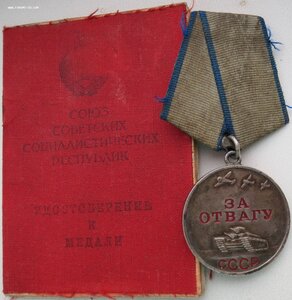 СОЮЗ
СОВЕТСКИХ
СОЦИАЛИСТИЧЕСКИХ
РЕСПУБЛИК
УДОСТОВЕРЕНИЕ
К
МЕДАЛИ
ЗА
ОТВАГУ
СССР